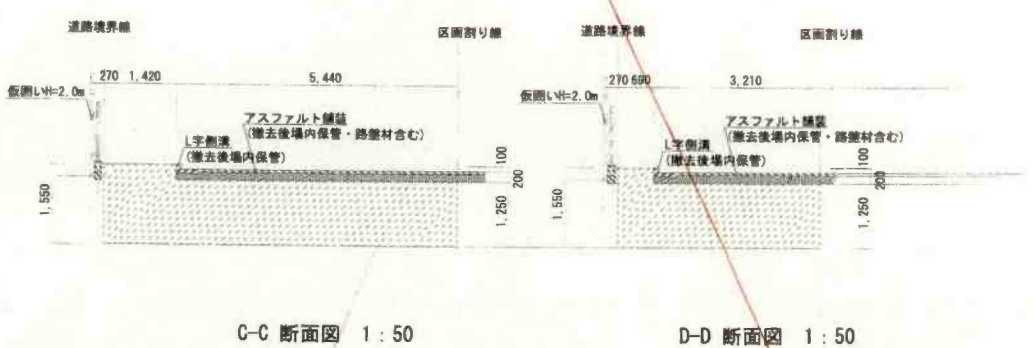 道路境界線
区画割り線
270 1,420
5,440
仮囲いH=2.0m
アスファルト舗装
(撤去後場内保管・路盤材含む)
L字側溝
(撤去後場内保管)
100
200
1,250
1,550
C-C 断面図 1:50
道路境界線
区画割り線
270 690
3,210
仮囲いH=2.0m
アスファルト舗装
(撤去後場内保管・路盤材含む)
L字側溝
(撤去後場内保管)
100
200
1,250
1,550
D-D 断面図 1:50